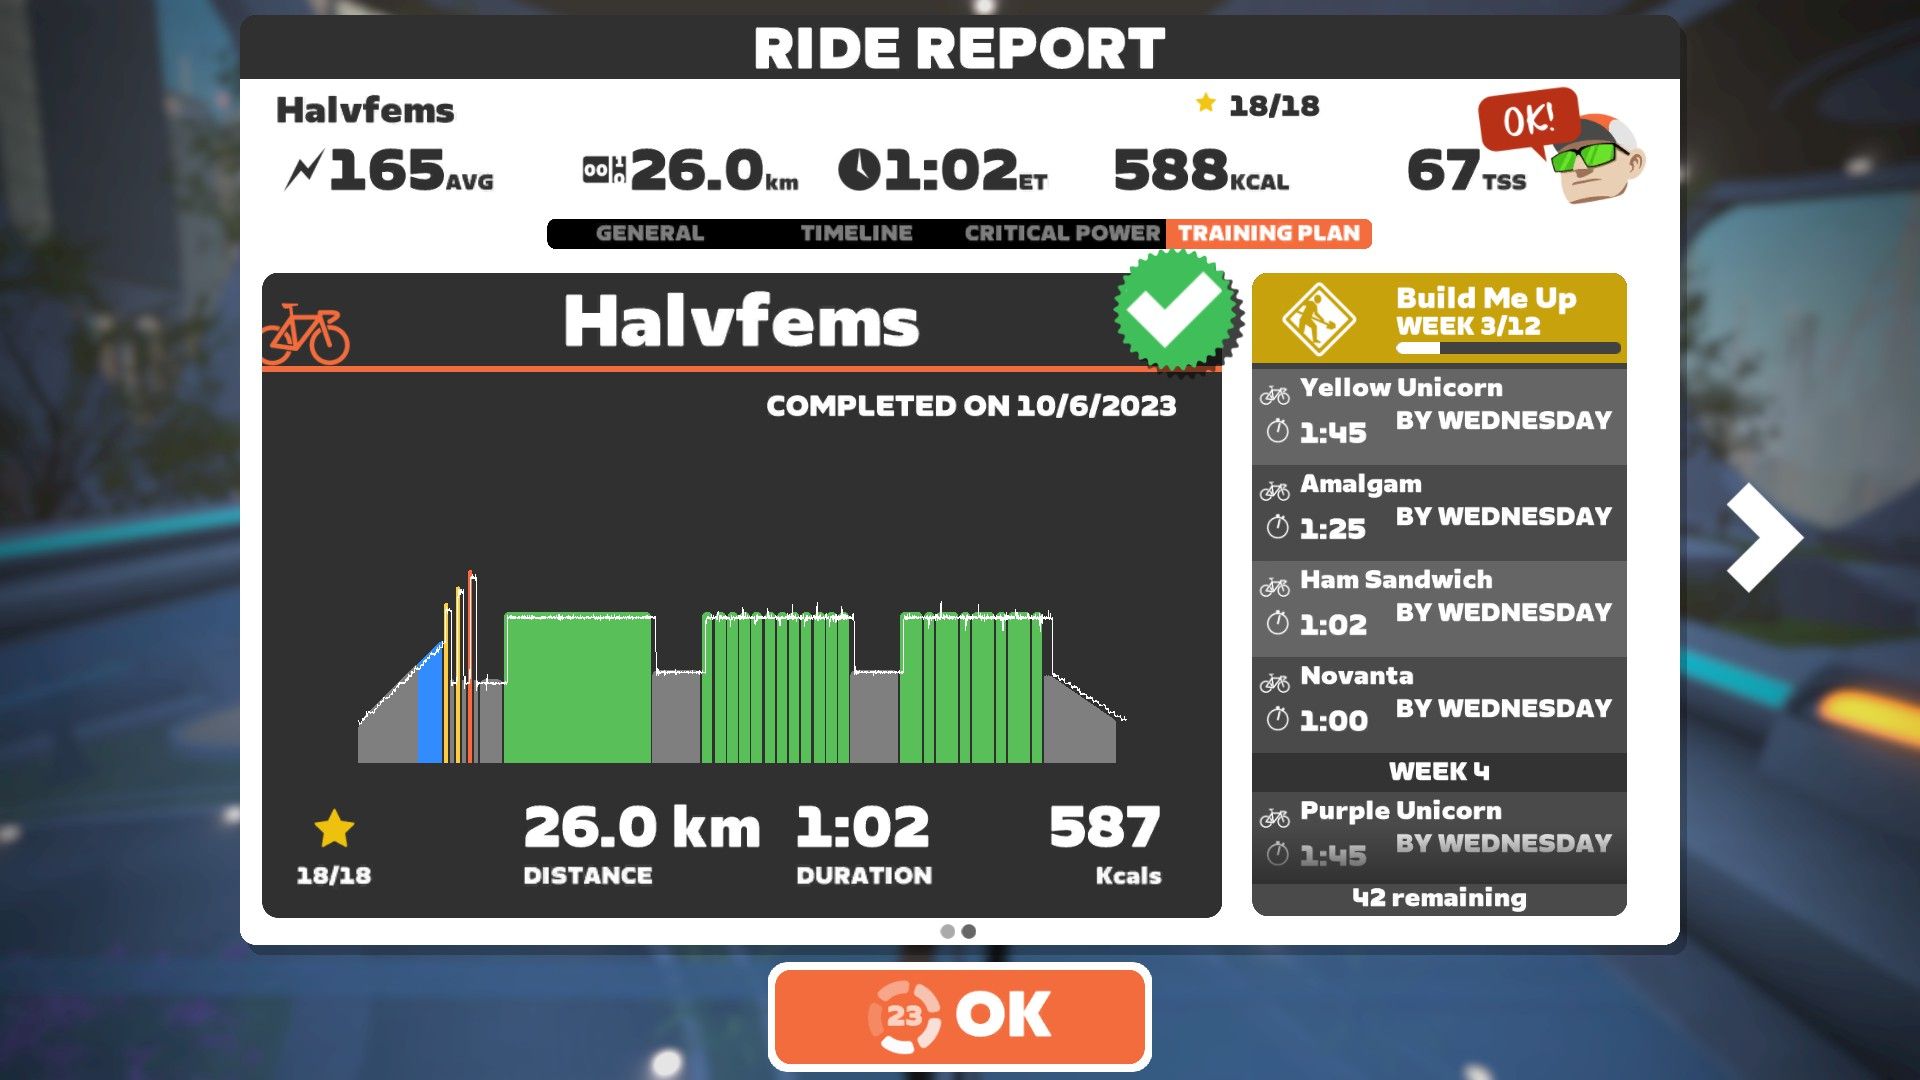 RIDE REPORT
Halvfems
18/18
OK!
165AVG
26.0km
1:02ET
588KCAL
67TSS
GENERAL
TIMELINE
CRITICAL POWER
TRAINING PLAN
Halvfems
COMPLETED ON 10/6/2023
18/18
26.0 km
DISTANCE
1:02
DURATION
587
Kcals
Build Me Up
WEEK 3/12
Yellow Unicorn
BY WEDNESDAY
1:45
Amalgam
BY WEDNESDAY
1:25
Ham Sandwich
BY WEDNESDAY
1:02
Novanta
BY WEDNESDAY
1:00
WEEK 4
Purple Unicorn
BY WEDNESDAY
1:45
42 remaining
23 OK